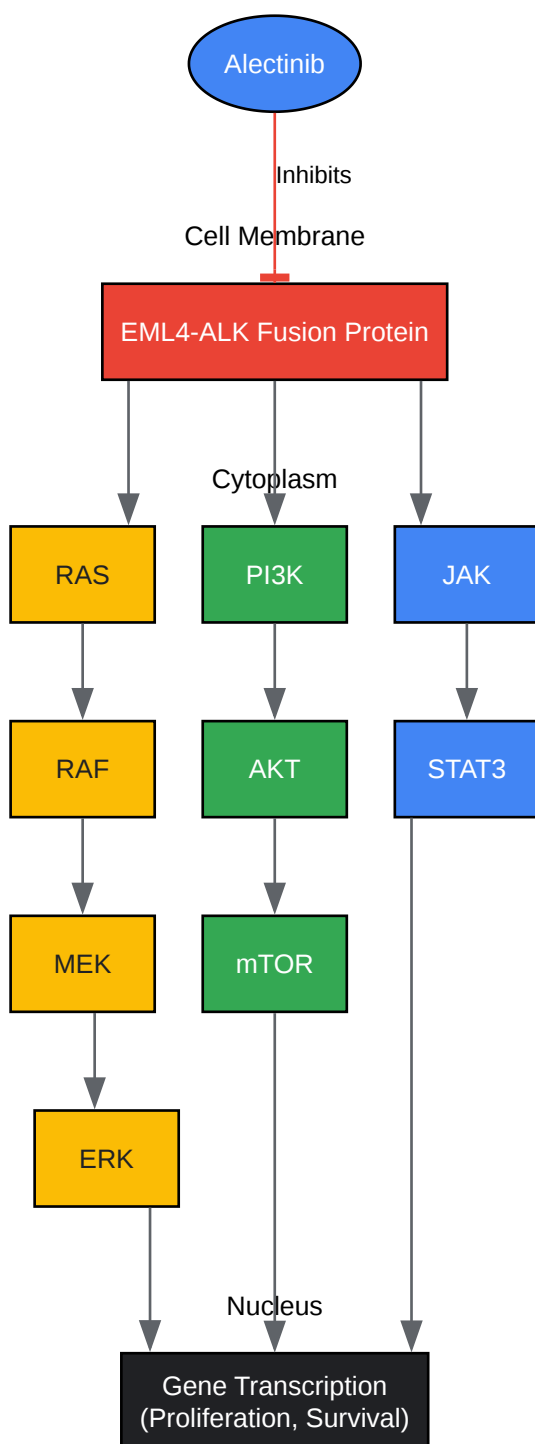 Alectinib
Inhibits
Cell Membrane
EML4-ALK Fusion Protein
Cytoplasm
RAS
PI3K
JAK
RAF
AKT
STAT3
MEK
mTOR
ERK
Nucleus
Gene Transcription
(Proliferation, Survival)